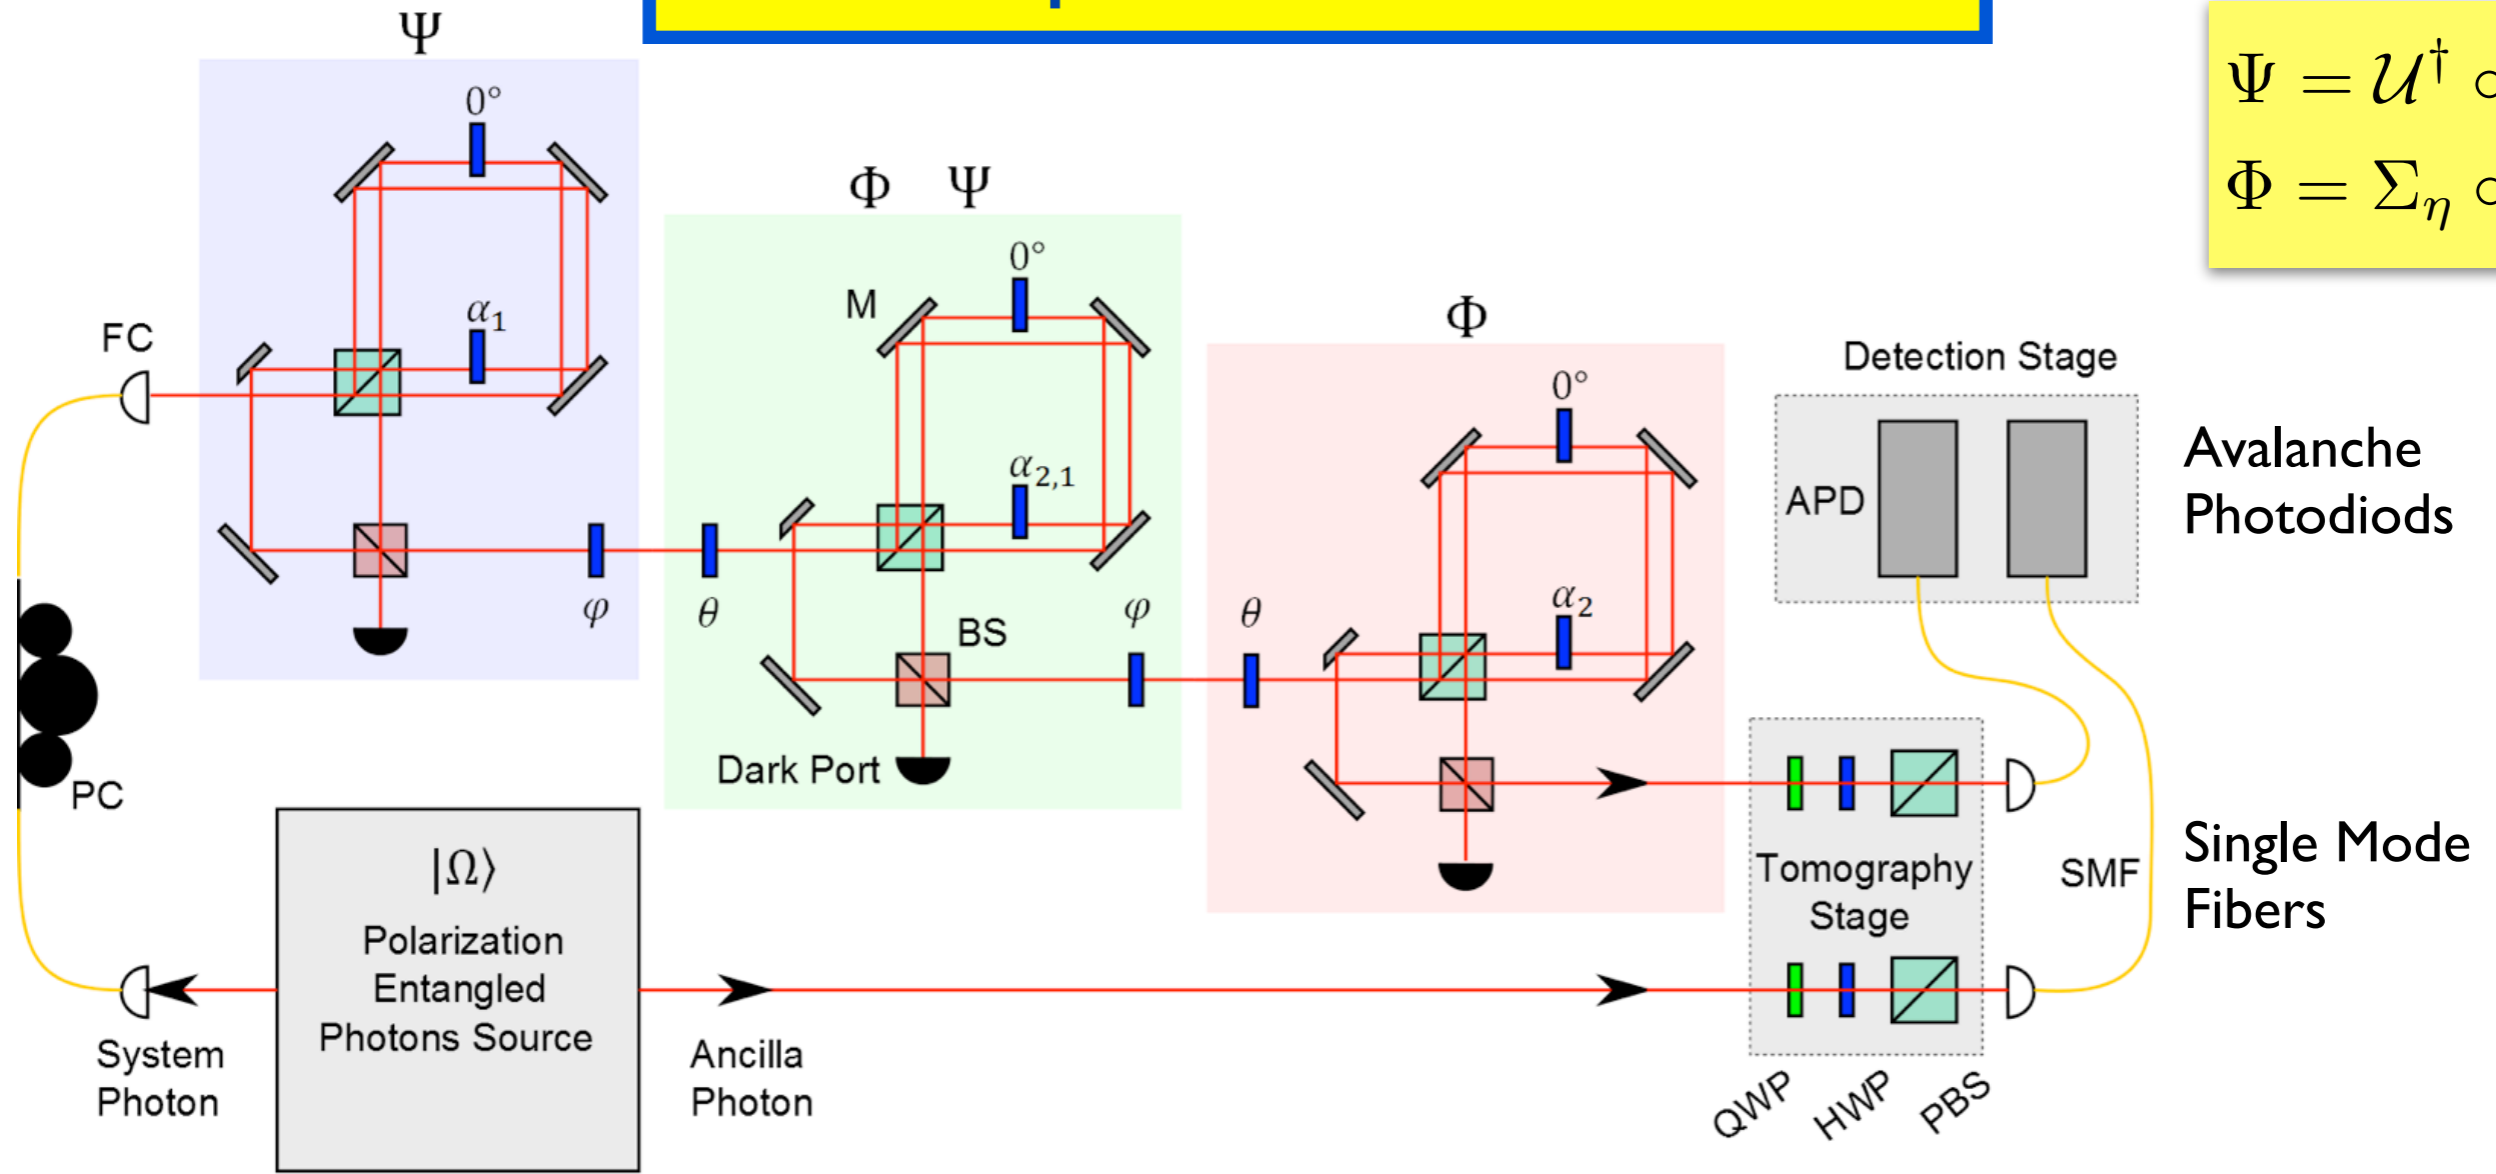 Ψ
Ψ = 𝒰† ∘
Φ = Ση ∘
0°
α1
FC
Φ Ψ
0°
M
α2,1
φ
θ
BS
φ
Dark Port
Φ
0°
α2
θ
Detection Stage
APD
Avalanche
Photodiods
PC
|Ω⟩
Polarization
Entangled
Photons Source
System
Photon
Ancilla
Photon
Tomography
Stage
SMF
Single Mode
Fibers
QWP
HWP
PBS